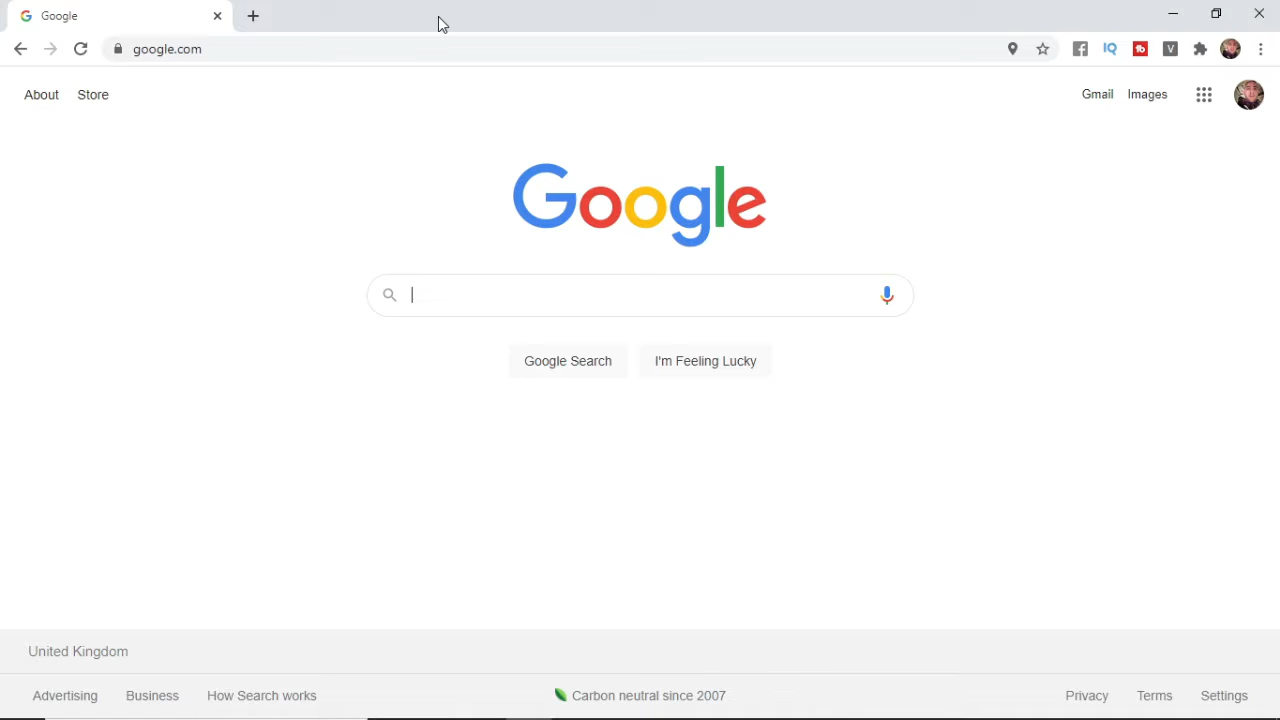 Google
google.com
IQ
V
About Store
Gmail Images
Google
Google Search I'm Feeling Lucky
United Kingdom
Advertising Business How Search works
Carbon neutral since 2007
Privacy Terms Settings